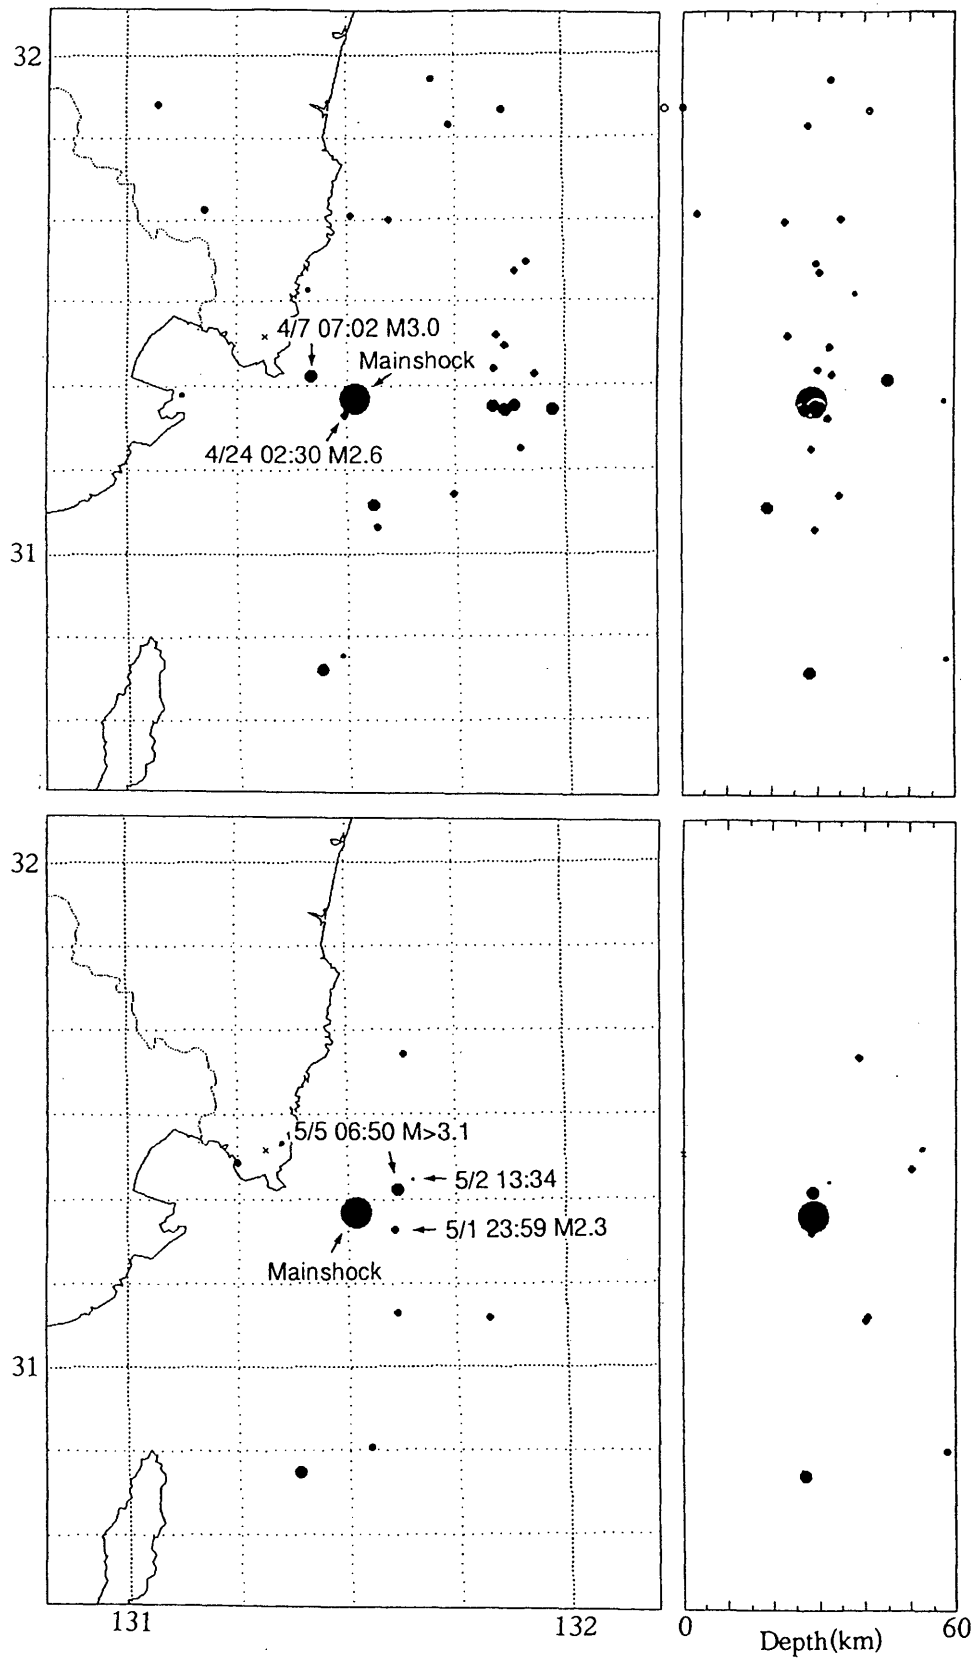 32
4/7 07:02 M3.0
Mainshock
4/24 02:30 M2.6
31
32
5/5 06:50 M>3.1
5/2 13:34
5/1 23:59 M2.3
Mainshock
31
131
132
0
60
Depth(km)